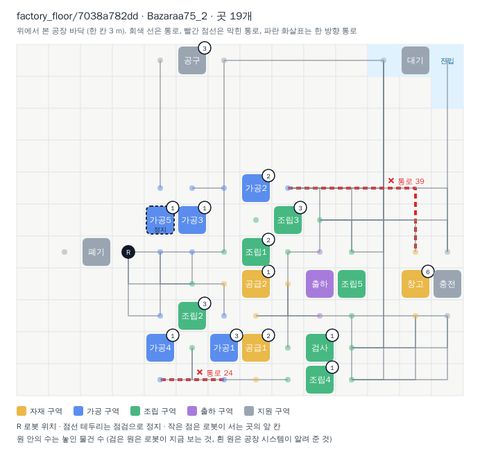 factory_floor/7038a782dd · Bazaraa75_2 · 곳 19개
위에서 본 공장 바닥 (한 칸 3 m). 회색 선은 통로, 빨간 점선은 막힌 통로, 파란 화살표는 한 방향 통로
3
공구
대기
진입
✕ 통로 39
2
가공2
1
가공5
정지
1
가공3
3
조립3
2
조립1
폐기
R
1
공급2
출하
조립5
6
창고
충전
3
조립2
1
가공4
3
가공1
2
공급1
1
검사
✕ 통로 24
1
조립4
자재 구역
가공 구역
조립 구역
출하 구역
지원 구역
R 로봇 위치 · 점선 테두리는 점검으로 정지 · 작은 점은 로봇이 서는 곳의 앞 칸
원 안의 수는 놓인 물건 수 (검은 원은 로봇이 지금 보는 것, 흰 원은 공장 시스템이 알려 준 것)